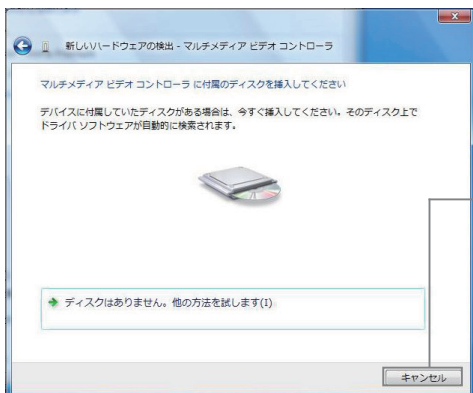 新しいハードウェアの検出 - マルチメディア ビデオ コントローラ
マルチメディア ビデオ コントローラ に付属のディスクを挿入してください
デバイスに付属していたディスクがある場合は、今すぐ挿入してください。そのディスク上で
ドライバ ソフトウェアが自動的に検索されます。
ディスクはありません。他の方法を試します(I)
キャンセル